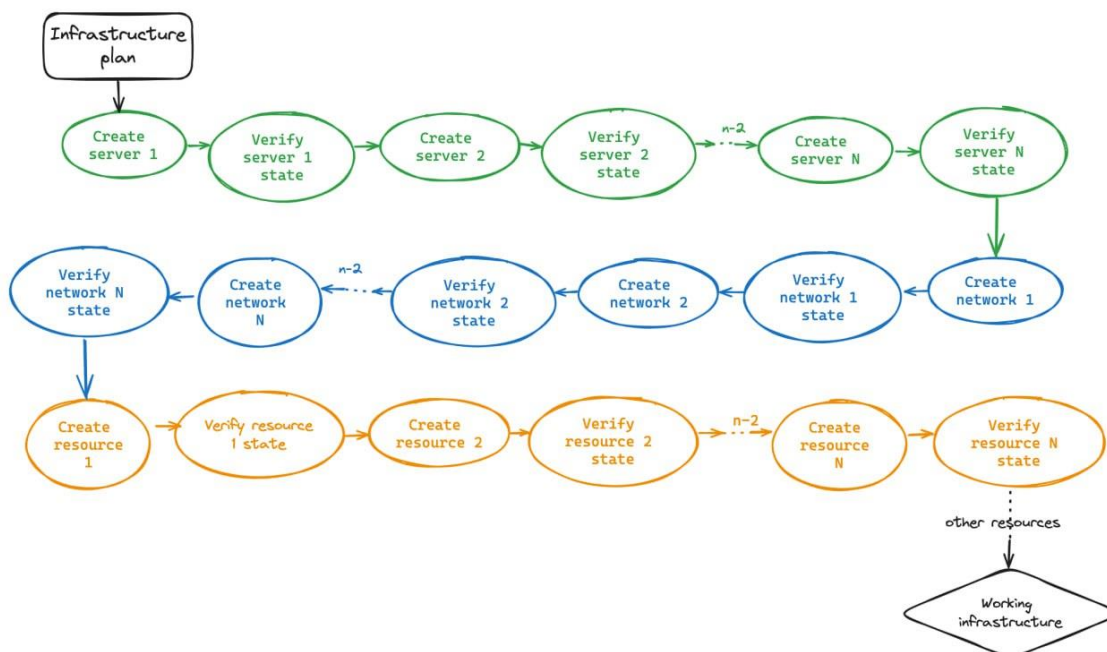 Infrastructure
plan
Create
server 1
Verify
server 1
state
Create
server 2
Verify
server 2
state
n-2
Create
server N
Verify
server N
state
Create
network 1
Verify
network 1
state
Create
network 2
Verify
network 2
state
n-2
Create
network
N
Verify
network N
state
Create
resource
1
Verify resource
1 state
Create
resource 2
Verify
resource 2
state
n-2
Create
resource
N
Verify
resource N
state
other resources
Working
infrastructure